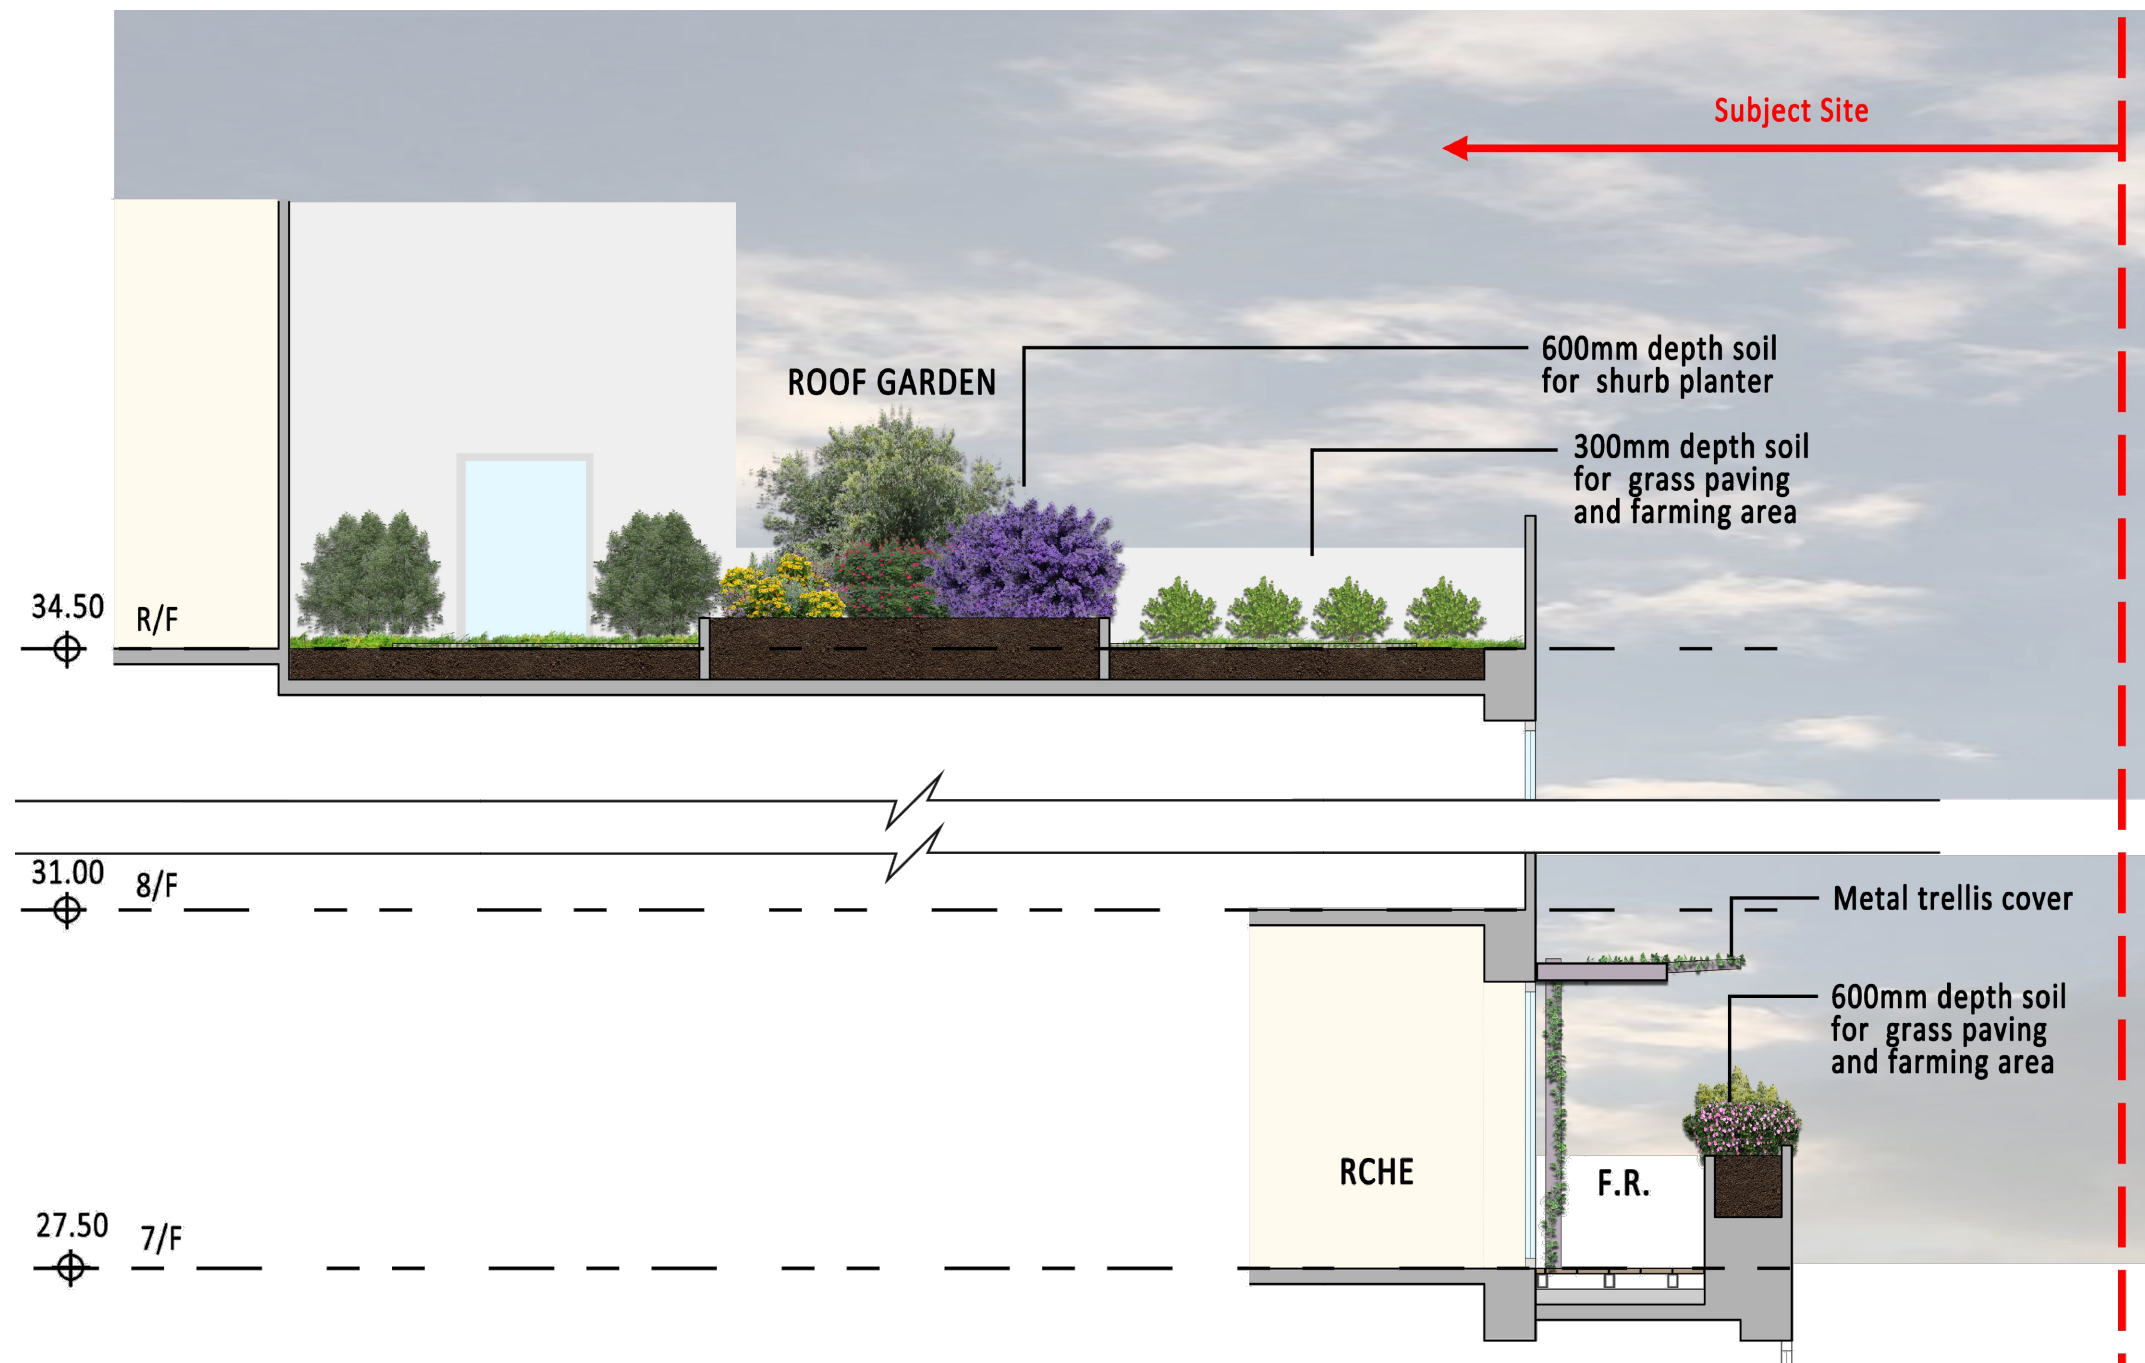 Subject Site
600mm depth soil
for shurb planter
ROOF GARDEN
300mm depth soil
for grass paving
and farming area
34.50
R/F
31.00
8/F
Metal trellis cover
600mm depth soil
for grass paving
and farming area
RCHE
F.R.
27.50
7/F